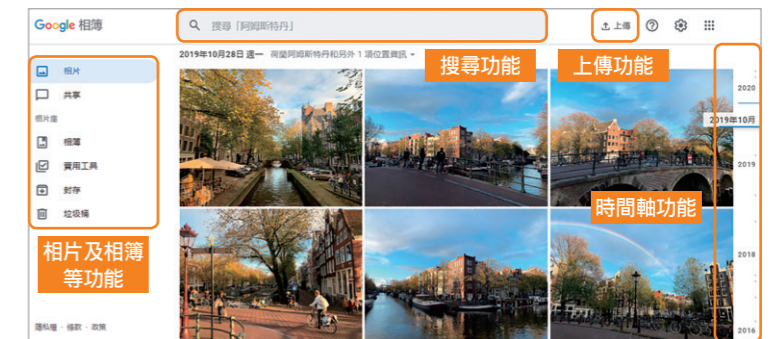 Google 相簿
搜尋「阿姆斯特丹」
上傳
2019年10月28日 週一 荷蘭阿姆斯特丹和另外 1 項位置資訊
搜尋功能
上傳功能
相片
共享
相片庫
相簿
實用工具
封存
垃圾桶
相片及相簿
等功能
2020
2019年10月
2019
時間軸功能
2018
2016
隱私權 · 條款 · 政策